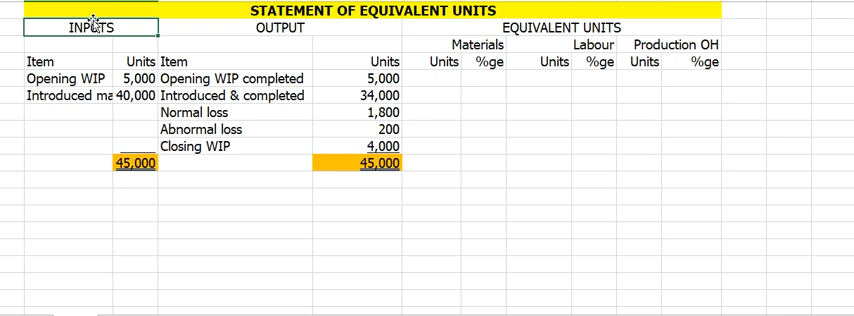 STATEMENT OF EQUIVALENT UNITS
INPUTS OUTPUT EQUIVALENT UNITS
Materials Labour Production OH
Item Units Item Units Units %ge Units %ge Units %ge
Opening WIP 5,000 Opening WIP completed 5,000
Introduced ma 40,000 Introduced & completed 34,000
Normal loss 1,800
Abnormal loss 200
Closing WIP 4,000
45,000 45,000